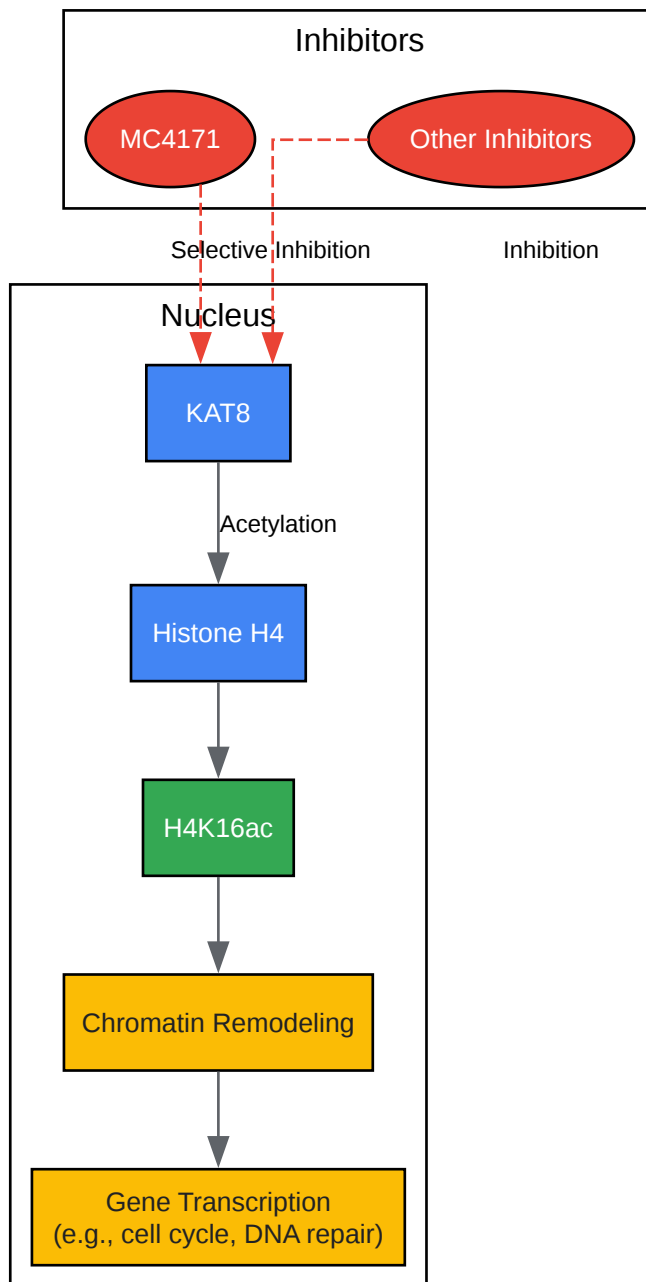 Inhibitors
MC4171
Other Inhibitors
Selective Inhibition
Inhibition
Nucleus
KAT8
Acetylation
Histone H4
H4K16ac
Chromatin Remodeling
Gene Transcription
(e.g., cell cycle, DNA repair)